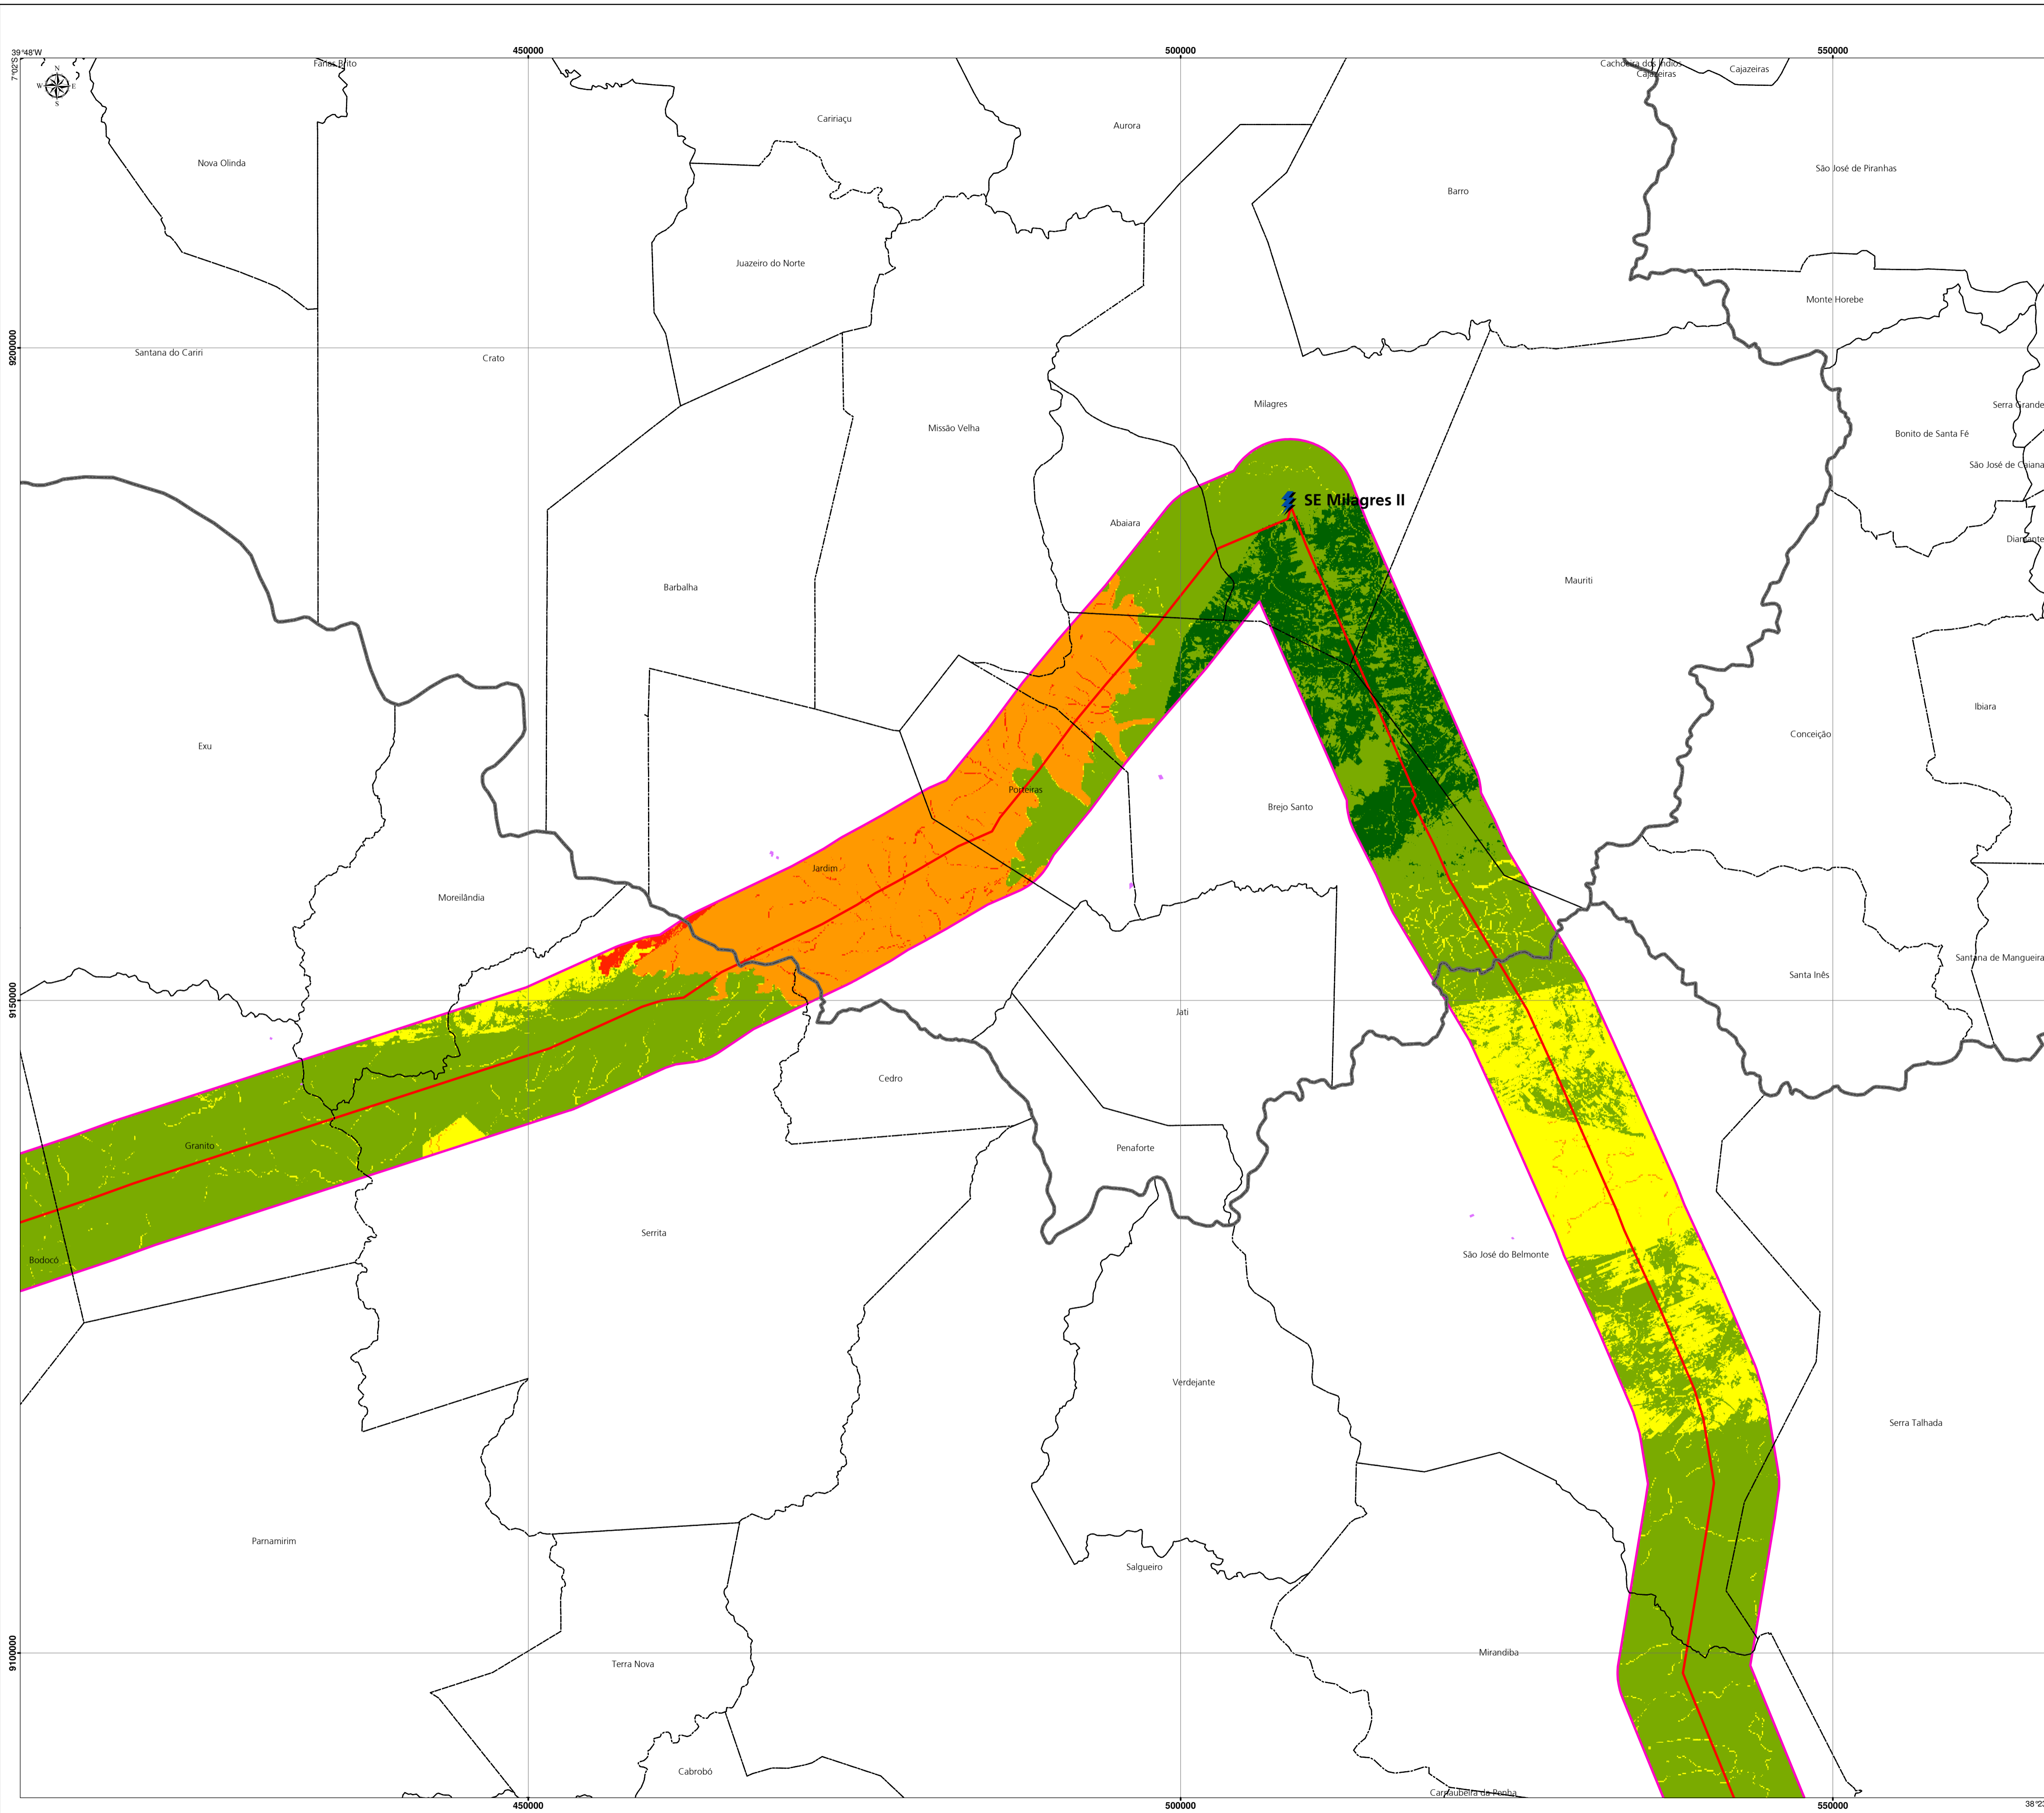 39°48'W
450000
500000
550000
7°02'S
N
W
E
S
Farias Brito
Cachoeira dos Índios
Cajazeiras
Cajazeiras
Caririaçu
Aurora
Nova Olinda
São José de Piranhas
Barro
Juazeiro do Norte
Monte Horebe
9200000
Santana do Cariri
Crato
Milagres
Serra Grande
Missão Velha
Bonito de Santa Fé
São José de Caiana
SE Milagres II
Abaiara
Diamante
Mauriti
Barbalha
Ibiara
Conceição
Exu
Porteiras
Brejo Santo
Jardim
Moreilândia
Santana de Mangueira
Santa Inês
9150000
Jati
Cedro
Granito
Penaforte
Serrita
São José do Belmonte
Bodocó
Verdejante
Serra Talhada
Parnamirim
Salgueiro
Mirandiba
9100000
Terra Nova
Cabrobó
Carnaubeira da Penha
450000
500000
550000